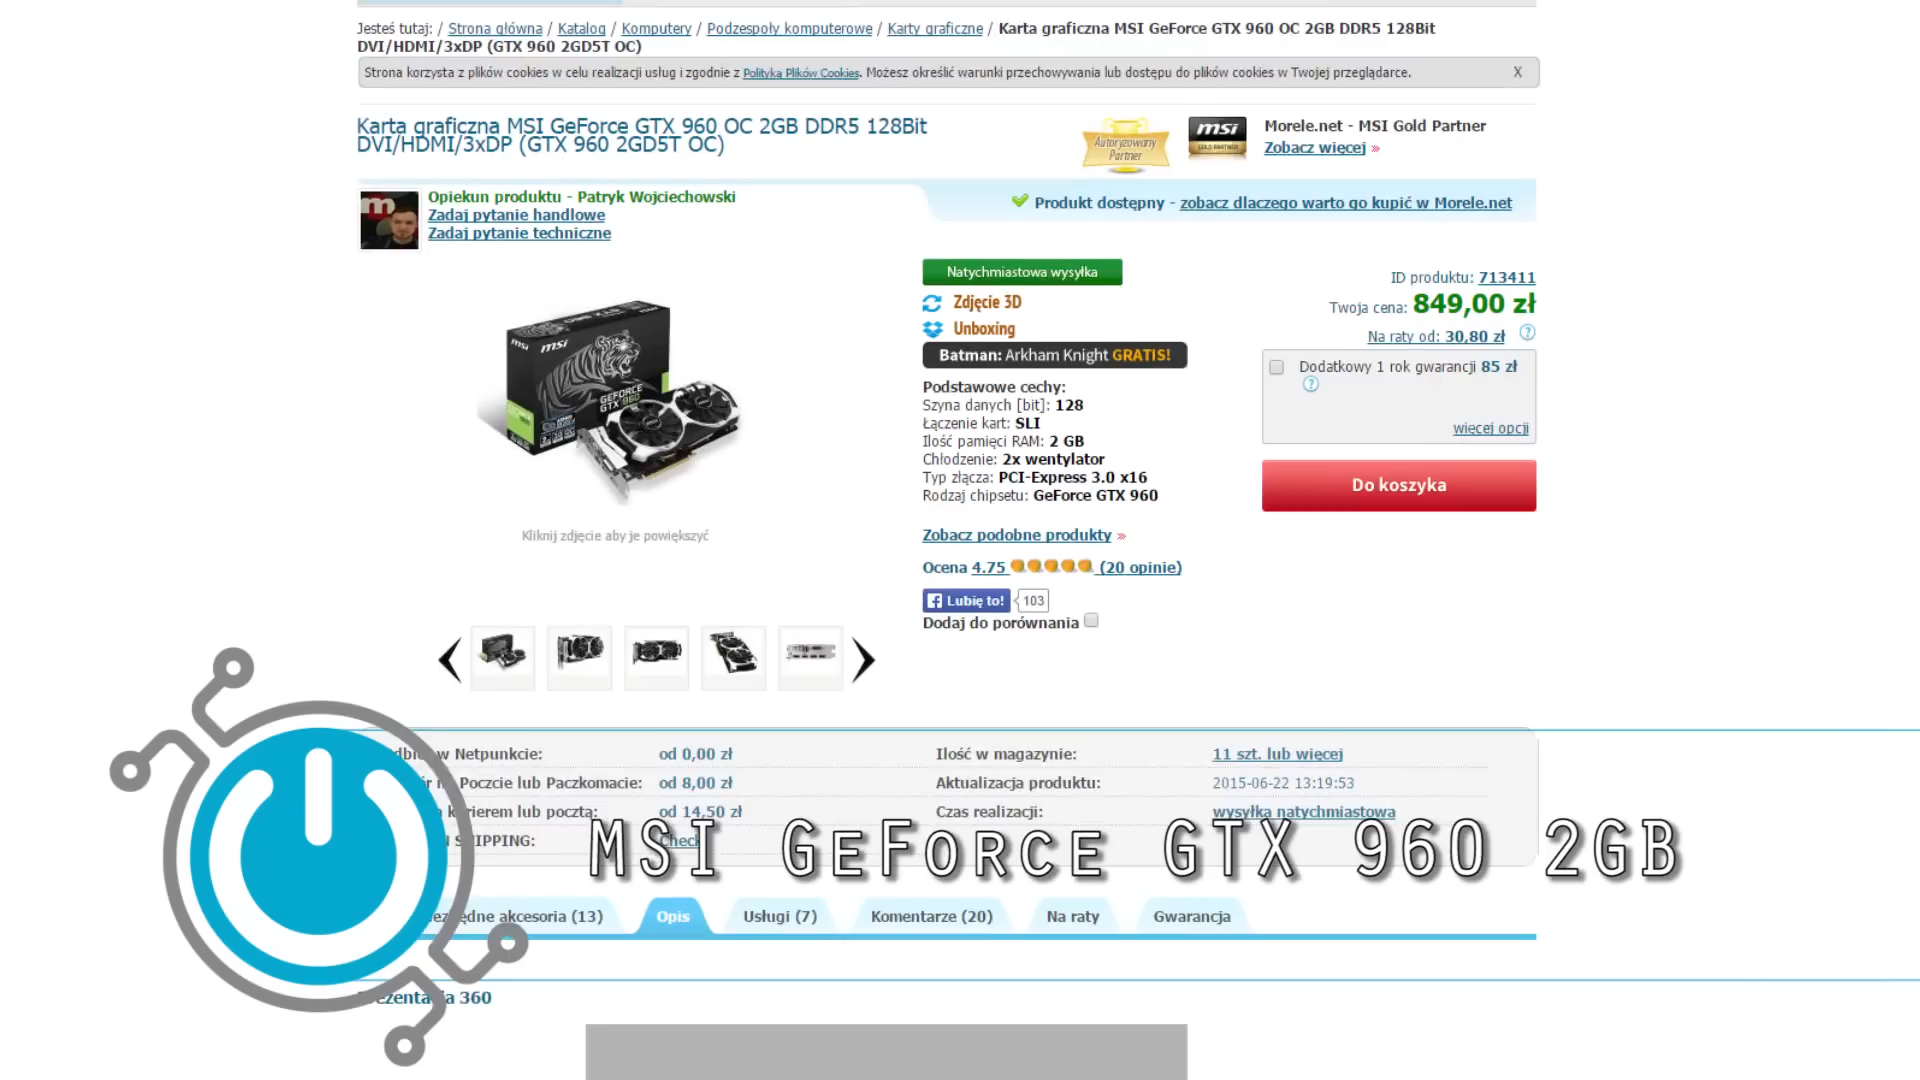 Jesteś tutaj: / Strona główna / Katalog / Komputery / Podzespoły komputerowe / Karty graficzne / Karta graficzna MSI GeForce GTX 960 OC 2GB DDR5 128Bit
DVI/HDMI/3xDP (GTX 960 2GD5T OC)
Strona korzysta z plików cookies w celu realizacji usług i zgodnie z Polityką Plików Cookies. Możesz określić warunki przechowywania lub dostępu do plików cookies w Twojej przeglądarce. X
Karta graficzna MSI GeForce GTX 960 OC 2GB DDR5 128Bit
DVI/HDMI/3xDP (GTX 960 2GD5T OC)
Autoryzowany
Partner
msi
GOLD PARTNER
Morele.net - MSI Gold Partner
Zobacz więcej »
Opiekun produktu - Patryk Wojciechowski
Zadaj pytanie handlowe
Zadaj pytanie techniczne
Produkt dostępny - zobacz dlaczego warto go kupić w Morele.net
msi msi
GEFORCE
GTX 960
Kliknij zdjęcie aby je powiększyć
Natychmiastowa wysyłka
Zdjęcie 3D
Unboxing
Batman: Arkham Knight GRATIS!
Podstawowe cechy:
Szyna danych [bit]: 128
Łączenie kart: SLI
Ilość pamięci RAM: 2 GB
Chłodzenie: 2x wentylator
Typ złącza: PCI-Express 3.0 x16
Rodzaj chipsetu: GeForce GTX 960
Zobacz podobne produkty »
Ocena 4.75 (20 opinie)
Lubię to! 103
Dodaj do porównania
ID produktu: 713411
Twoja cena: 849,00 zł
Na raty od: 30,80 zł ?
Dodatkowy 1 rok gwarancji 85 zł
?
więcej opcji
Do koszyka
w Netpunkcie: od 0,00 zł
Poczcie lub Paczkomacie: od 8,00 zł
kurierem lub pocztą: od 14,50 zł
SHIPPING: Check
Ilość w magazynie: 11 szt. lub więcej
Aktualizacja produktu: 2015-06-22 13:19:53
Czas realizacji: wysyłka natychmiastowa
MSI GeForce GTX 960 2GB
akcesoria (13) Opis Usługi (7) Komentarze (20) Na raty Gwarancja
360